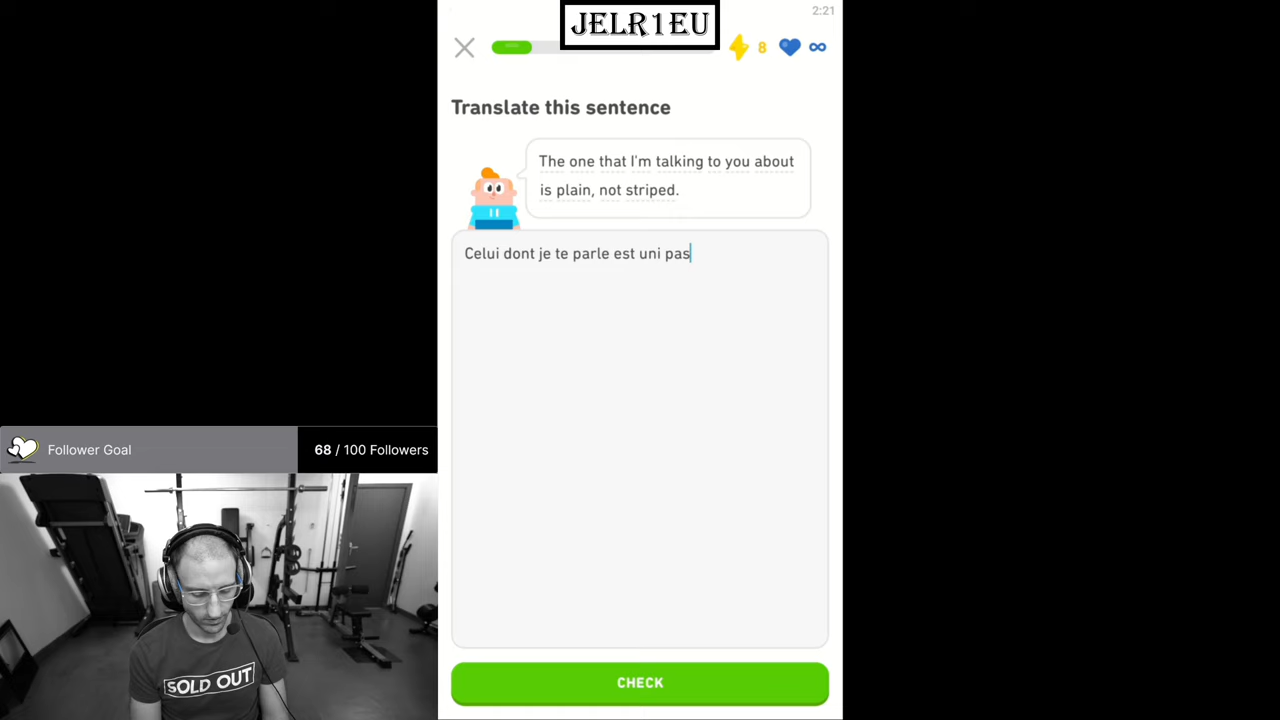 JELR1EU
2:21
8
Translate this sentence
The one that I'm talking to you about
is plain, not striped.
Celui dont je te parle est uni pas
CHECK
Follower Goal
68 / 100 Followers
SOLD OUT